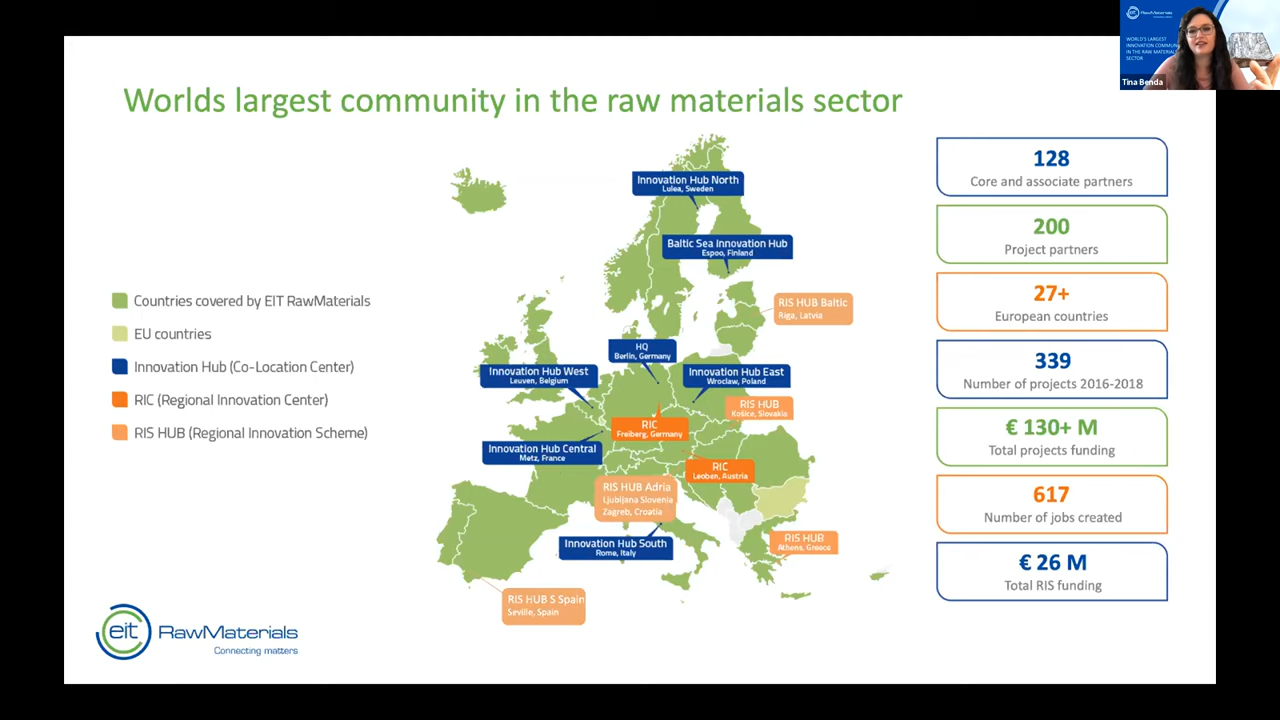 eit RawMaterials
WORLD'S LARGEST
INNOVATION COMMUN
IN THE RAW MATERIALS
SECTOR
Tina Benda
Worlds largest community in the raw materials sector
Countries covered by EIT RawMaterials
EU countries
Innovation Hub (Co-Location Center)
RIC (Regional Innovation Center)
RIS HUB (Regional Innovation Scheme)
Innovation Hub North
Lulea, Sweden
Baltic Sea Innovation Hub
Espoo, Finland
RIS HUB Baltic
Riga, Latvia
HQ
Berlin, Germany
Innovation Hub West
Leuven, Belgium
Innovation Hub East
Wroclaw, Poland
RIS HUB
Košice, Slovakia
RIC
Freiberg, Germany
Innovation Hub Central
Metz, France
RIC
Leoben, Austria
RIS HUB Adria
Ljubljana Slovenia
Zagreb, Croatia
RIS HUB
Athens, Greece
Innovation Hub South
Rome, Italy
RIS HUB S Spain
Seville, Spain
128
Core and associate partners
200
Project partners
27+
European countries
339
Number of projects 2016-2018
€ 130+ M
Total projects funding
617
Number of jobs created
€ 26 M
Total RIS funding
eit RawMaterials
Connecting matters